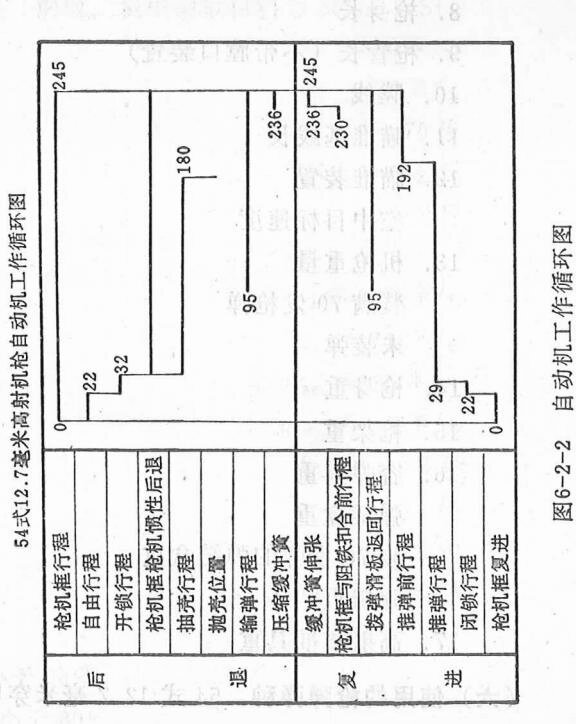 54式12.7毫米高射机枪自动机工作循环图
后退
枪机框行程
自由行程
开锁行程
枪机框枪机惯性后退
抽壳行程
抛壳位置
输弹行程
压缩缓冲簧
复进
缓冲簧伸张
枪机框与阻铁扣合前行程
拨弹滑板返回行程
推弹前行程
推弹行程
闭锁行程
枪机框复进
0
245
22
32
180
95
236
245
236
230
95
192
29
22
0
图6-2-2 自动机工作循环图